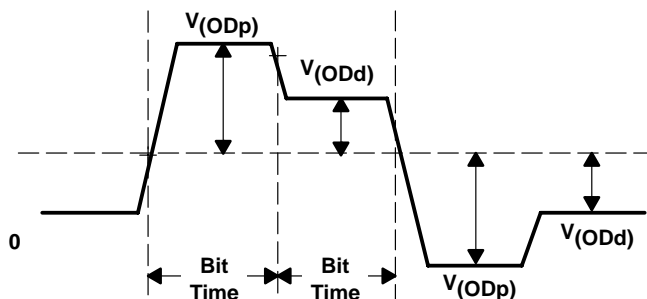 V(ODp)
V(ODd)
0
V(ODd)
V(ODp)
Bit
Time
Bit
Time